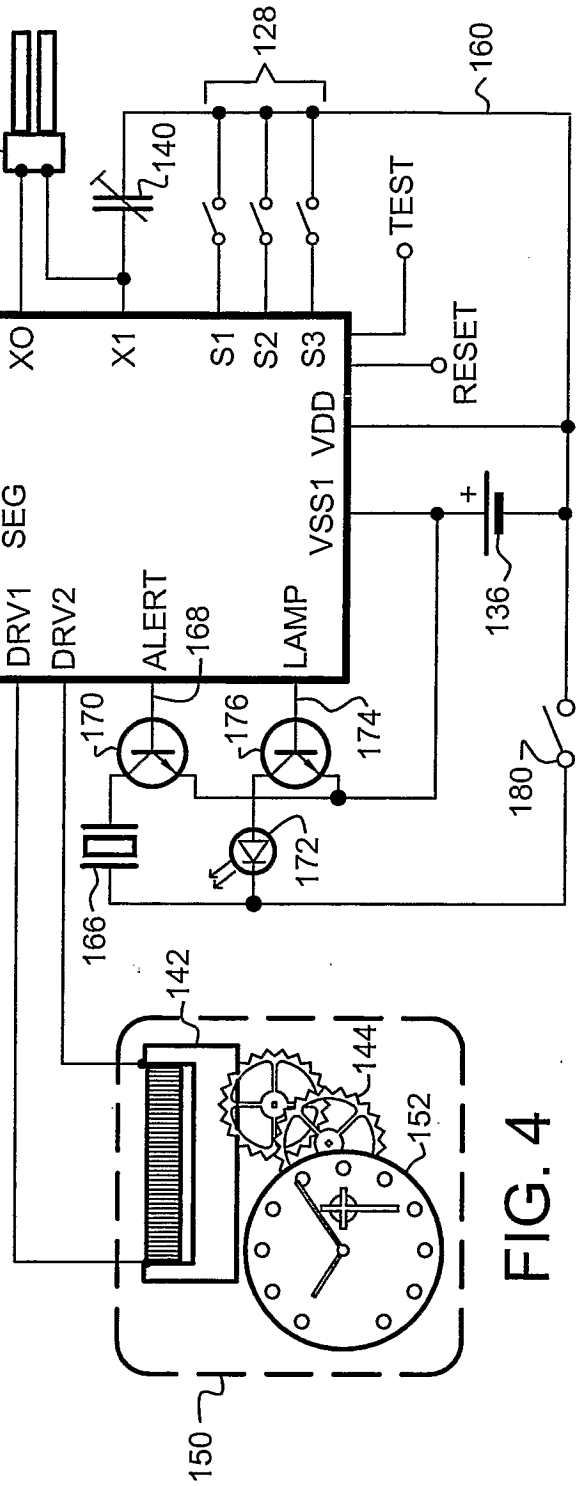 128
160
XO
140
X1
S1
S2
S3
TEST
RESET
SEG
VDD
VSS1
+
136
DRV1
DRV2
ALERT
168
LAMP
170
176
174
180
166
172
142
144
152
150
FIG. 4